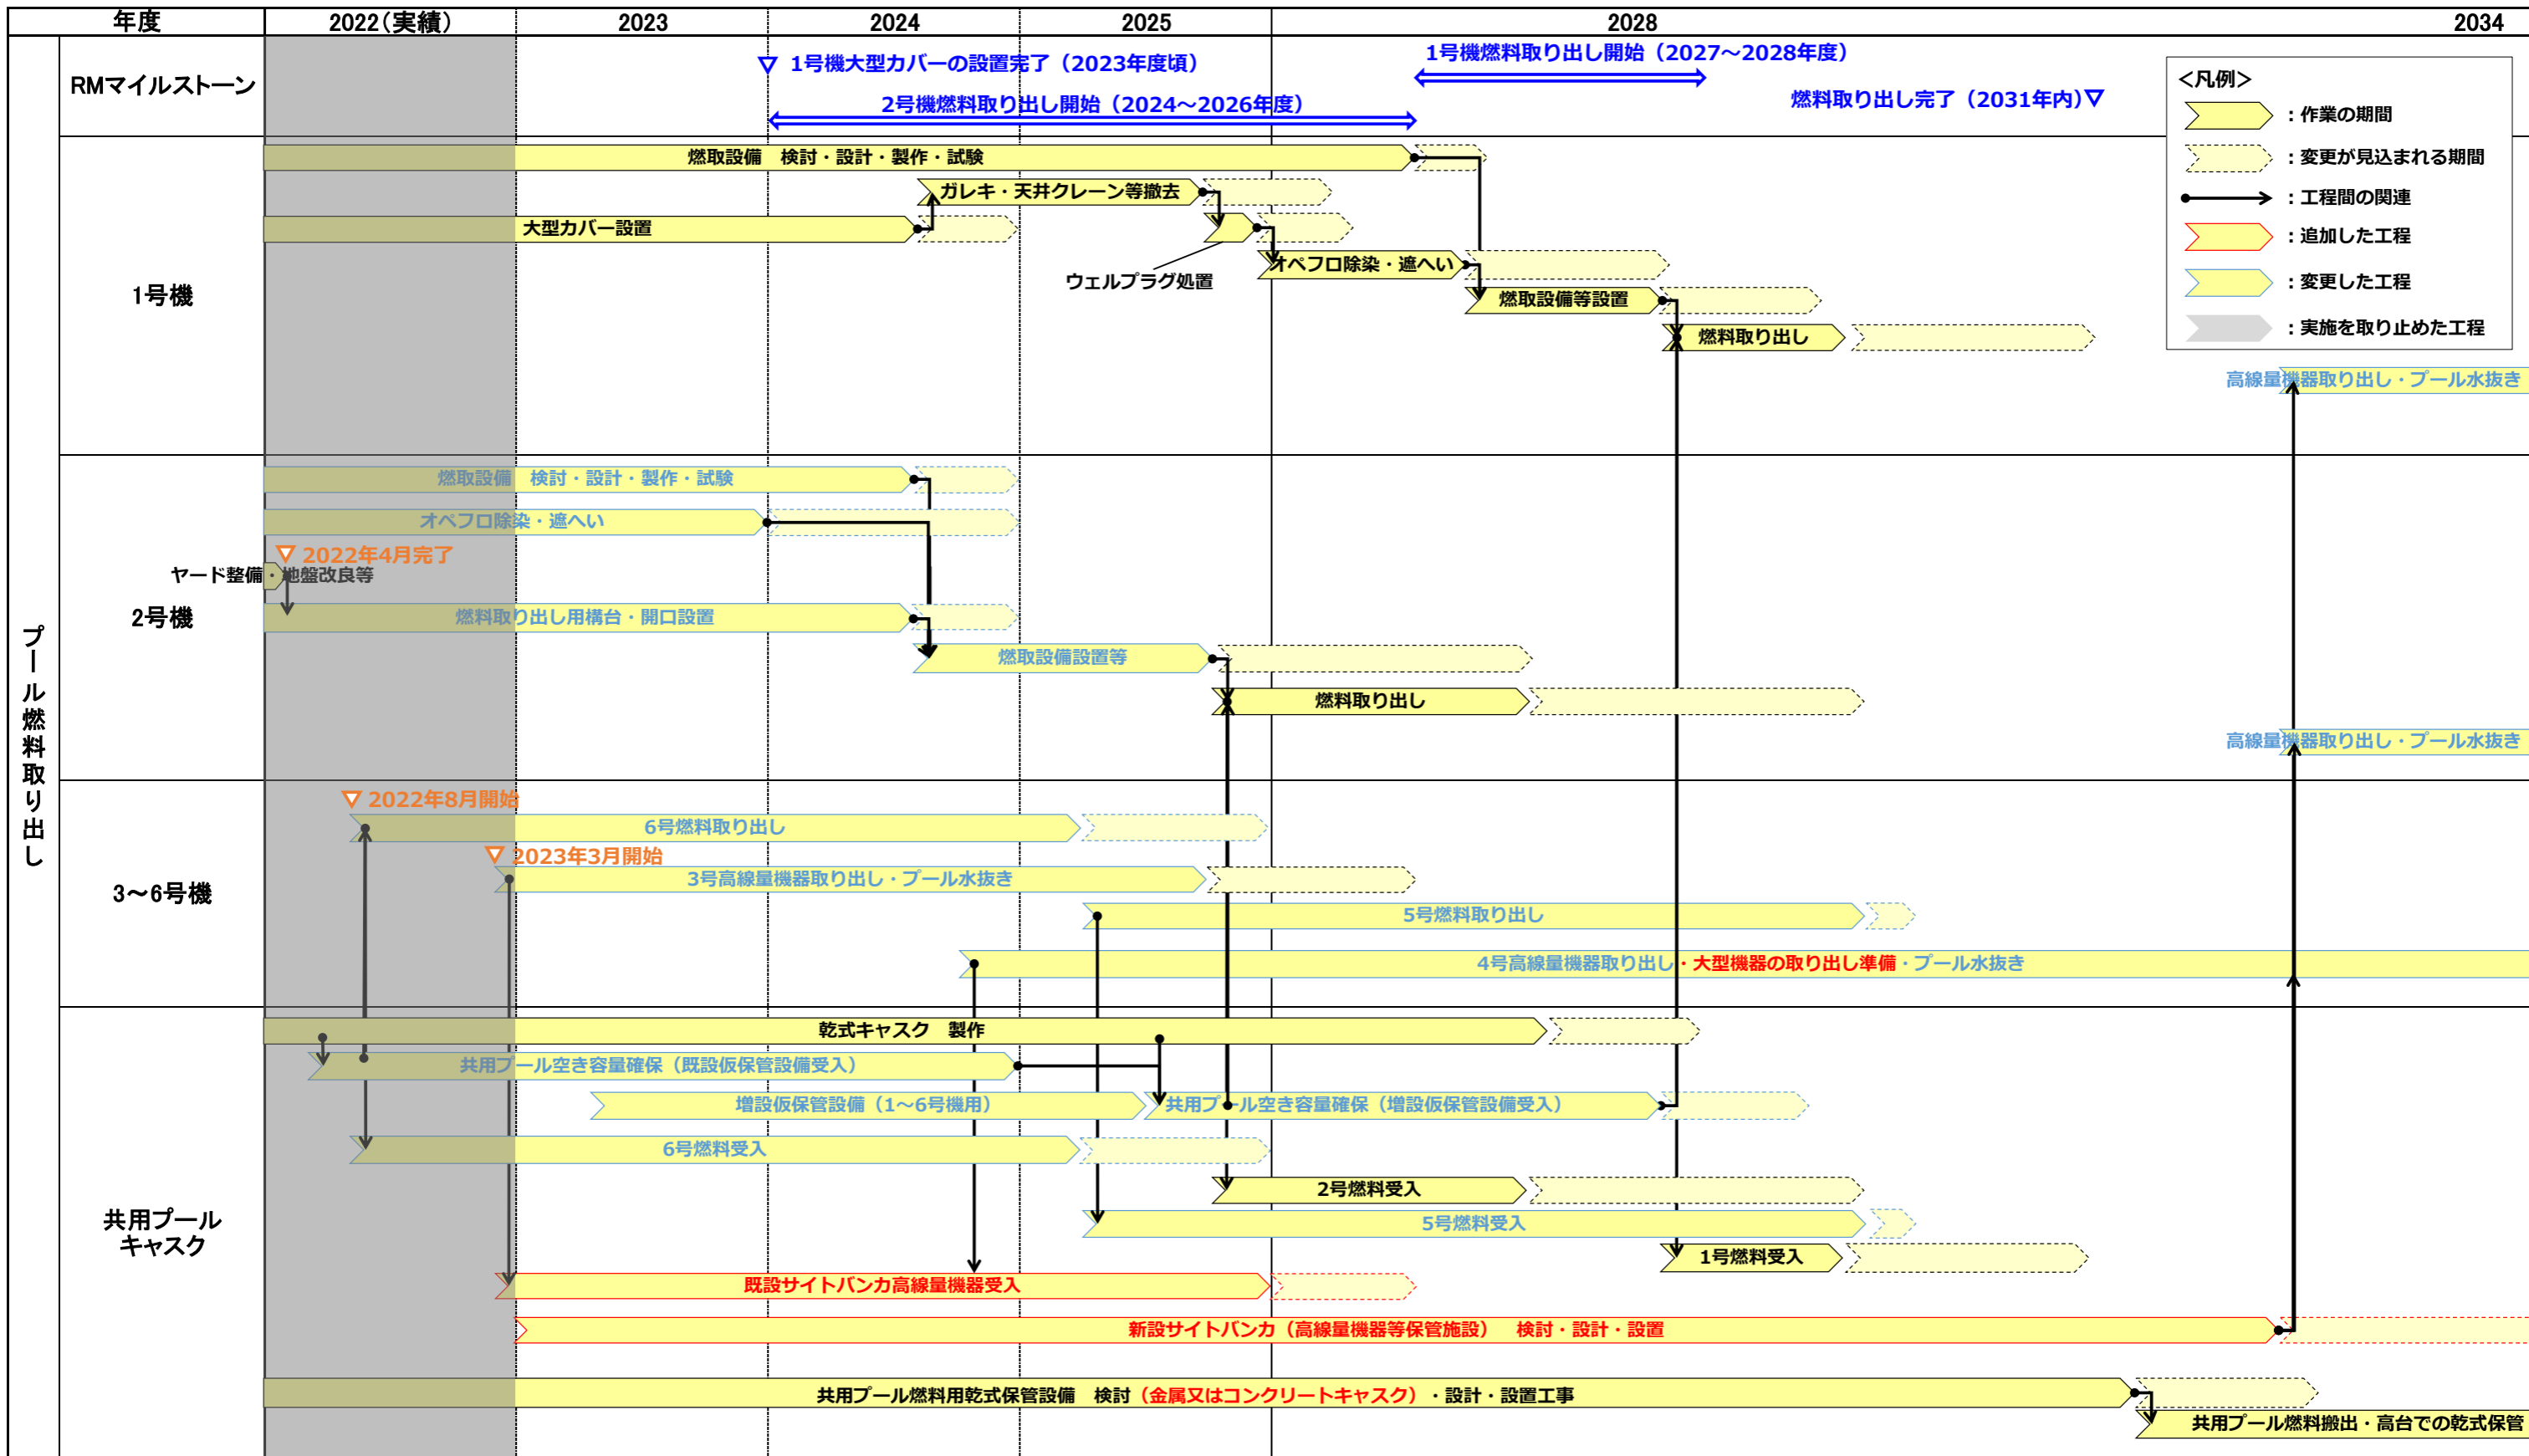 年度
2022(実績)
2023
2024
2025
2028
2034
プール燃料取り出し
RMマイルストーン
1号機大型カバーの設置完了（2023年度頃）
1号機燃料取り出し開始（2027～2028年度）
2号機燃料取り出し開始（2024～2026年度）
燃料取り出し完了（2031年内）
＜凡例＞
：作業の期間
：変更が見込まれる期間
：工程間の関連
：追加した工程
：変更した工程
：実施を取り止めた工程
1号機
燃取設備　検討・設計・製作・試験
ガレキ・天井クレーン等撤去
大型カバー設置
ウェルプラグ処置
オペフロ除染・遮へい
燃取設備等設置
燃料取り出し
高線量機器取り出し・プール水抜き
2号機
燃取設備　検討・設計・製作・試験
オペフロ除染・遮へい
2022年4月完了
ヤード整備・地盤改良等
燃料取り出し用構台・開口設置
燃取設備設置等
燃料取り出し
高線量機器取り出し・プール水抜き
3～6号機
2022年8月開始
6号燃料取り出し
2023年3月開始
3号高線量機器取り出し・プール水抜き
5号燃料取り出し
4号高線量機器取り出し・大型機器の取り出し準備・プール水抜き
共用プール
キャスク
乾式キャスク　製作
共用プール空き容量確保（既設仮保管設備受入）
増設仮保管設備（1～6号機用）
共用プール空き容量確保（増設仮保管設備受入）
6号燃料受入
2号燃料受入
5号燃料受入
1号燃料受入
既設サイトバンカ高線量機器受入
新設サイトバンカ（高線量機器等保管施設）　検討・設計・設置
共用プール燃料用乾式保管設備　検討（金属又はコンクリートキャスク）・設計・設置工事
共用プール燃料搬出・高台での乾式保管